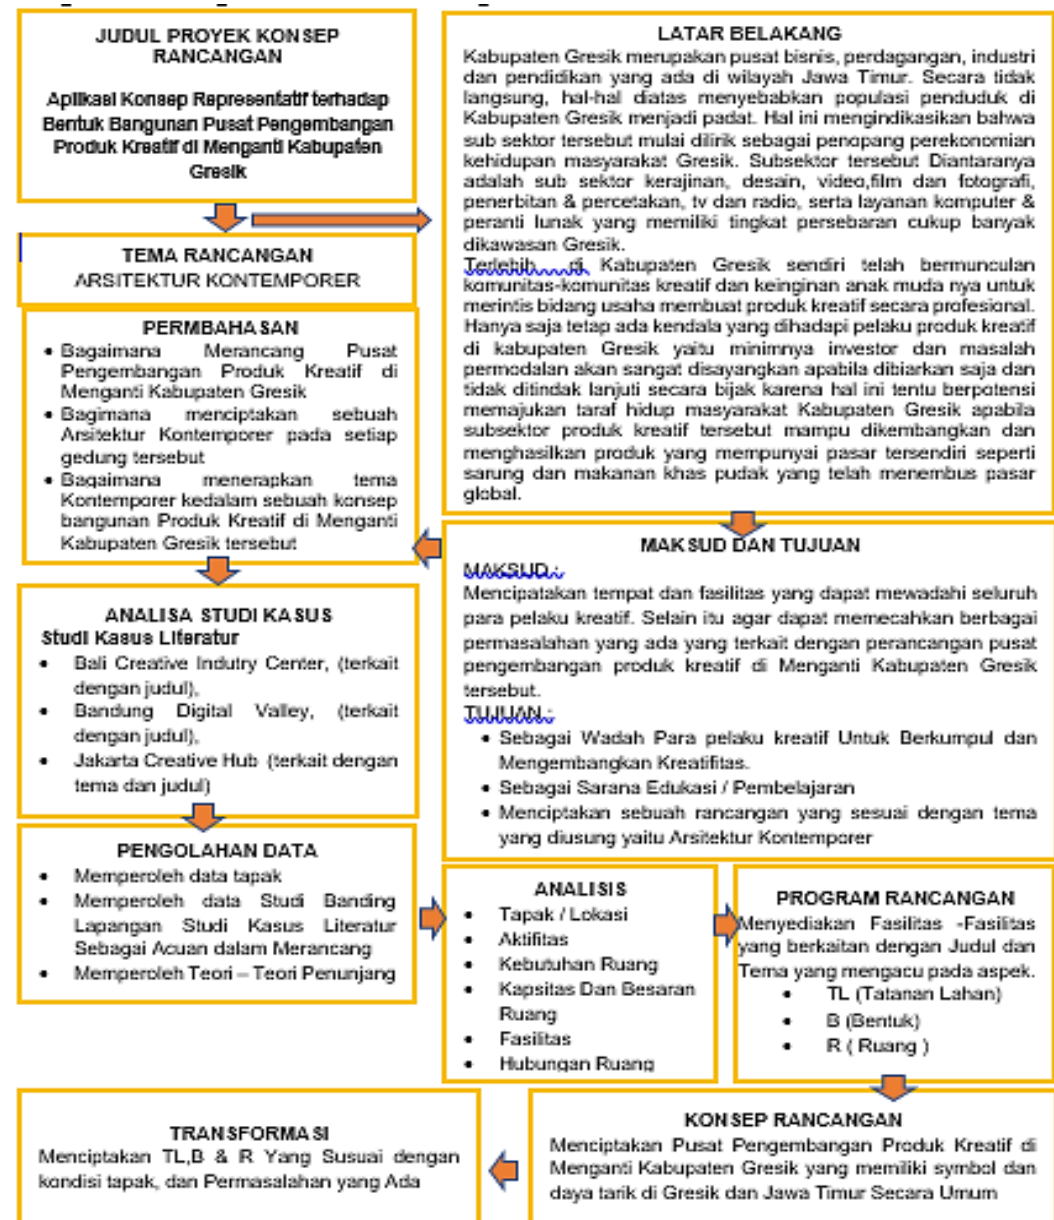 JUDUL PROYEK KONSEP
RANCANGAN
Aplikasi Konsep Representatif terhadap
Bentuk Bangunan Pusat Pengembangan
Produk Kreatif di Menganti Kabupaten
Gresik
LATAR BELAKANG
Kabupaten Gresik merupakan pusat bisnis, perdagangan, industri
dan pendidikan yang ada di wilayah Jawa Timur. Secara tidak
langsung, hal-hal diatas menyebabkan populasi penduduk di
Kabupaten Gresik menjadi padat. Hal ini mengindikasikan bahwa
sub sektor tersebut mulai dilirik sebagai penopang perekonomian
kehidupan masyarakat Gresik. Subsektor tersebut Diantaranya
adalah sub sektor kerajinan, desain, video,film dan fotografi,
penerbitan & percetakan, tv dan radio, serta layanan komputer &
peranti lunak yang memiliki tingkat persebaran cukup banyak
dikawasan Gresik.
Terlebih di Kabupaten Gresik sendiri telah bermunculan
komunitas-komunitas kreatif dan keinginan anak muda nya untuk
merintis bidang usaha membuat produk kreatif secara profesional.
Hanya saja tetap ada kendala yang dihadapi pelaku produk kreatif
di kabupaten Gresik yaitu minimnya investor dan masalah
permodalan akan sangat disayangkan apabila dibiarkan saja dan
tidak ditindak lanjuti secara bijak karena hal ini tentu berpotensi
memajukan taraf hidup masyarakat Kabupaten Gresik apabila
subsektor produk kreatif tersebut mampu dikembangkan dan
menghasilkan produk yang mempunyai pasar tersendiri seperti
sarung dan makanan khas pudak yang telah menembus pasar
global.
TEMA RANCANGAN
ARSITEKTUR KONTEMPORER
PERMBAHASAN
• Bagaimana Merancang Pusat
Pengembangan Produk Kreatif di
Menganti Kabupaten Gresik
• Bagimana menciptakan sebuah
Arsitektur Kontemporer pada setiap
gedung tersebut
• Bagaimana menerapkan tema
Kontemporer kedalam sebuah konsep
bangunan Produk Kreatif di Menganti
Kabupaten Gresik tersebut
MAKSUD DAN TUJUAN
MAKSUD :
Mencipatakan tempat dan fasilitas yang dapat mewadahi seluruh
para pelaku kreatif. Selain itu agar dapat memecahkan berbagai
permasalahan yang ada yang terkait dengan perancangan pusat
pengembangan produk kreatif di Menganti Kabupaten Gresik
tersebut.
TUJUAN :
• Sebagai Wadah Para pelaku kreatif Untuk Berkumpul dan
Mengembangkan Kreatifitas.
• Sebagai Sarana Edukasi / Pembelajaran
• Menciptakan sebuah rancangan yang sesuai dengan tema
yang diusung yaitu Arsitektur Kontemporer
ANALISA STUDI KASUS
Studi Kasus Literatur
• Bali Creative Indutry Center, (terkait
dengan judul),
• Bandung Digital Valley, (terkait
dengan judul),
• Jakarta Creative Hub (terkait dengan
tema dan judul)
PENGOLAHAN DATA
• Memperoleh data tapak
• Memperoleh data Studi Banding
Lapangan Studi Kasus Literatur
Sebagai Acuan dalam Merancang
• Memperoleh Teori – Teori Penunjang
ANALISIS
• Tapak / Lokasi
• Aktifitas
• Kebutuhan Ruang
• Kapsitas Dan Besaran
Ruang
• Fasilitas
• Hubungan Ruang
PROGRAM RANCANGAN
Menyediakan Fasilitas -Fasilitas
yang berkaitan dengan Judul dan
Tema yang mengacu pada aspek.
• TL (Tatanan Lahan)
• B (Bentuk)
• R ( Ruang )
KONSEP RANCANGAN
Menciptakan Pusat Pengembangan Produk Kreatif di
Menganti Kabupaten Gresik yang memiliki symbol dan
daya tarik di Gresik dan Jawa Timur Secara Umum
TRANSFORMASI
Menciptakan TL,B & R Yang Susuai dengan
kondisi tapak, dan Permasalahan yang Ada